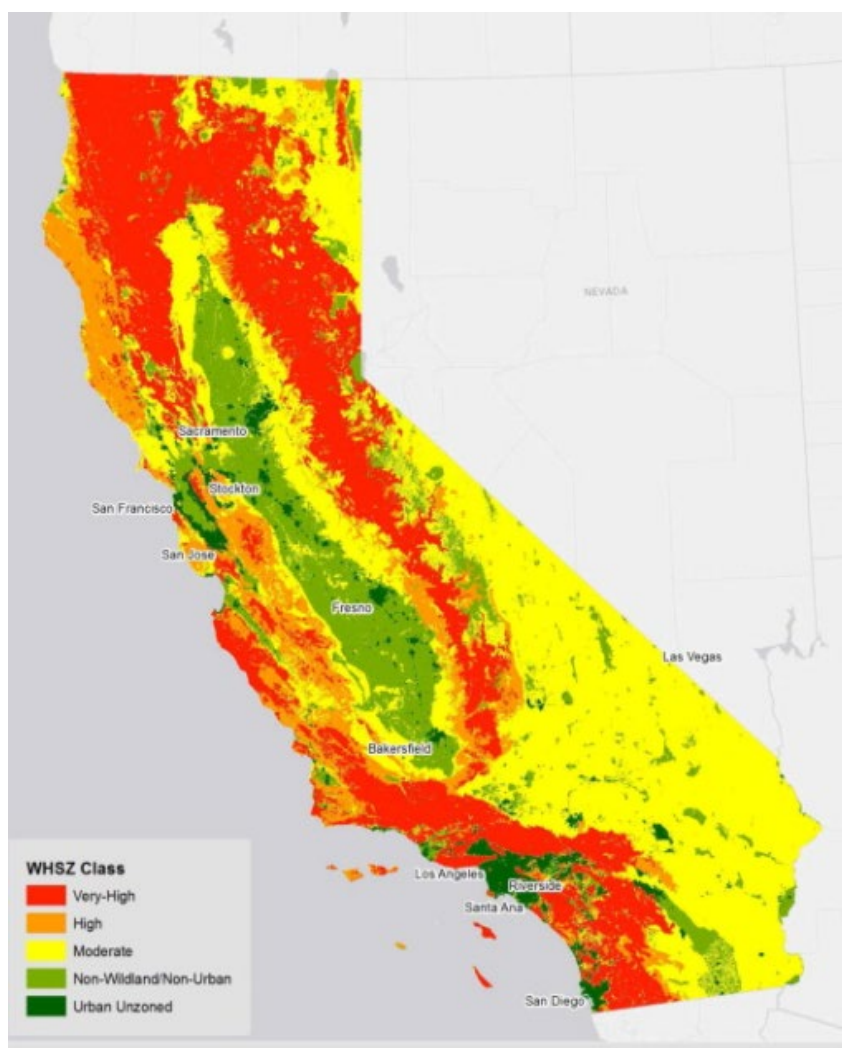 NEVADA
Sacramento
Stockton
San Francisco
San Jose
Fresno
Las Vegas
Bakersfield
Los Angeles
Riverside
Santa Ana
San Diego
WHSZ Class
Very-High
High
Moderate
Non-Wildland/Non-Urban
Urban Unzoned